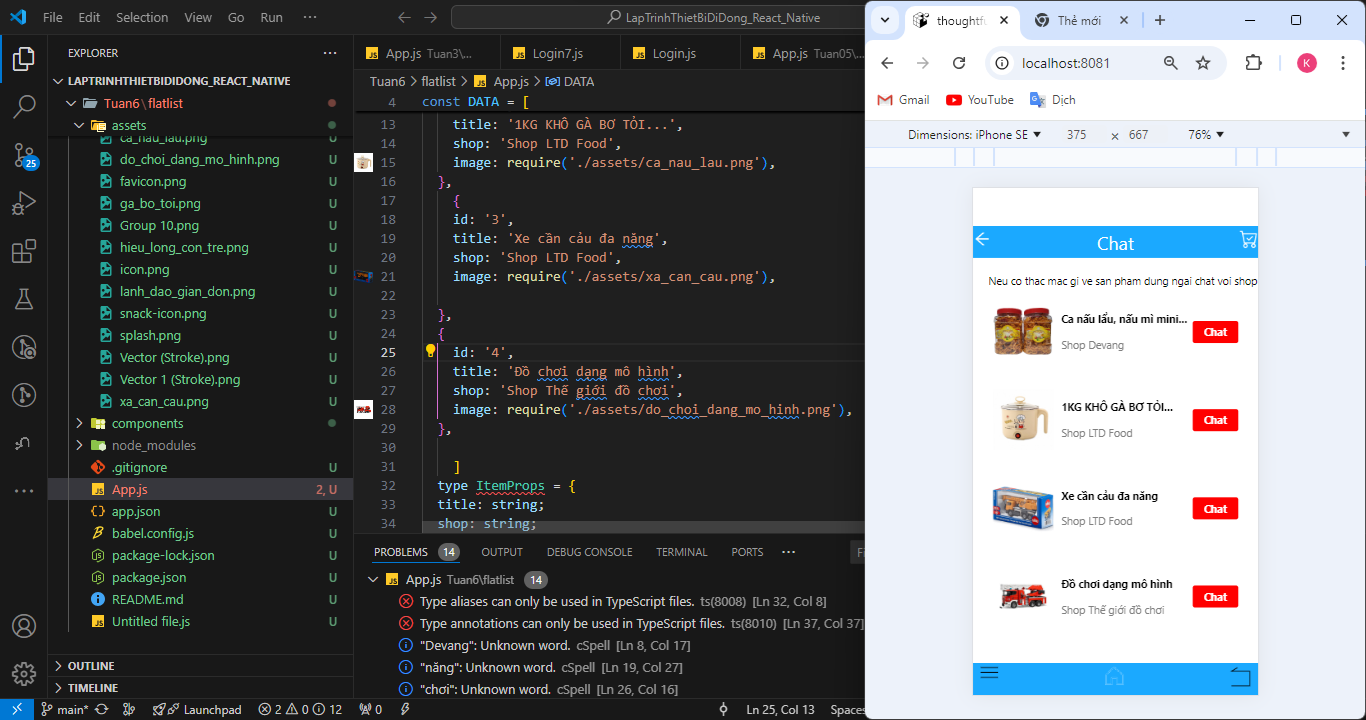 File Edit Selection View Go Run ···
LapTrinhThietBiDiDong_React_Native
EXPLORER ···
LAPTRINHTHIETBIDIDONG_REACT_NATIVE
Tuan6\flatlist
assets
ca_nau_lau.png U
do_choi_dang_mo_hinh.png U
favicon.png U
ga_bo_toi.png U
Group 10.png U
hieu_long_con_tre.png U
icon.png U
lanh_dao_gian_don.png U
snack-icon.png U
splash.png U
Vector (Stroke).png U
Vector 1 (Stroke).png U
xa_can_cau.png U
components
node_modules
.gitignore U
App.js 2, U
app.json U
babel.config.js U
package-lock.json U
package.json U
README.md U
Untitled file.js U
OUTLINE
TIMELINE
25
App.js Tuan3\...
Login7.js
Login.js
App.js Tuan05\...
Tuan6 > flatlist > App.js > DATA
4 const DATA = [
13 title: '1KG KHÔ GÀ BƠ TỎI...',
14 shop: 'Shop LTD Food',
15 image: require('./assets/ca_nau_lau.png'),
16 },
17 {
18 id: '3',
19 title: 'Xe cần cảu đa năng',
20 shop: 'Shop LTD Food',
21 image: require('./assets/xa_can_cau.png'),
22
23 },
24 {
25 id: '4',
26 title: 'Đồ chơi dạng mô hình',
27 shop: 'Shop Thế giới đồ chơi',
28 image: require('./assets/do_choi_dang_mo_hinh.png'),
29 },
30
31 ]
32 type ItemProps = {
33 title: string;
34 shop: string;
PROBLEMS 14 OUTPUT DEBUG CONSOLE TERMINAL PORTS ··· Fi
App.js Tuan6\flatlist 14
Type aliases can only be used in TypeScript files. ts(8008) [Ln 32, Col 8]
Type annotations can only be used in TypeScript files. ts(8010) [Ln 37, Col 37]
"Devang": Unknown word. cSpell [Ln 8, Col 17]
"năng": Unknown word. cSpell [Ln 19, Col 27]
"chơi": Unknown word. cSpell [Ln 26, Col 16]
main* Launchpad 2 0 12 0 Ln 25, Col 13 Spaces
thoughtfu
Thẻ mới
localhost:8081
K
Gmail YouTube Dịch
Dimensions: iPhone SE 375 × 667 76%
Chat
Neu co thac mac gi ve san pham dung ngai chat voi shop
Ca nấu lẩu, nấu mì mini...
Shop Devang
Chat
1KG KHÔ GÀ BƠ TỎI...
Shop LTD Food
Chat
Xe cần cảu đa năng
Shop LTD Food
Chat
Đồ chơi dạng mô hình
Shop Thế giới đồ chơi
Chat